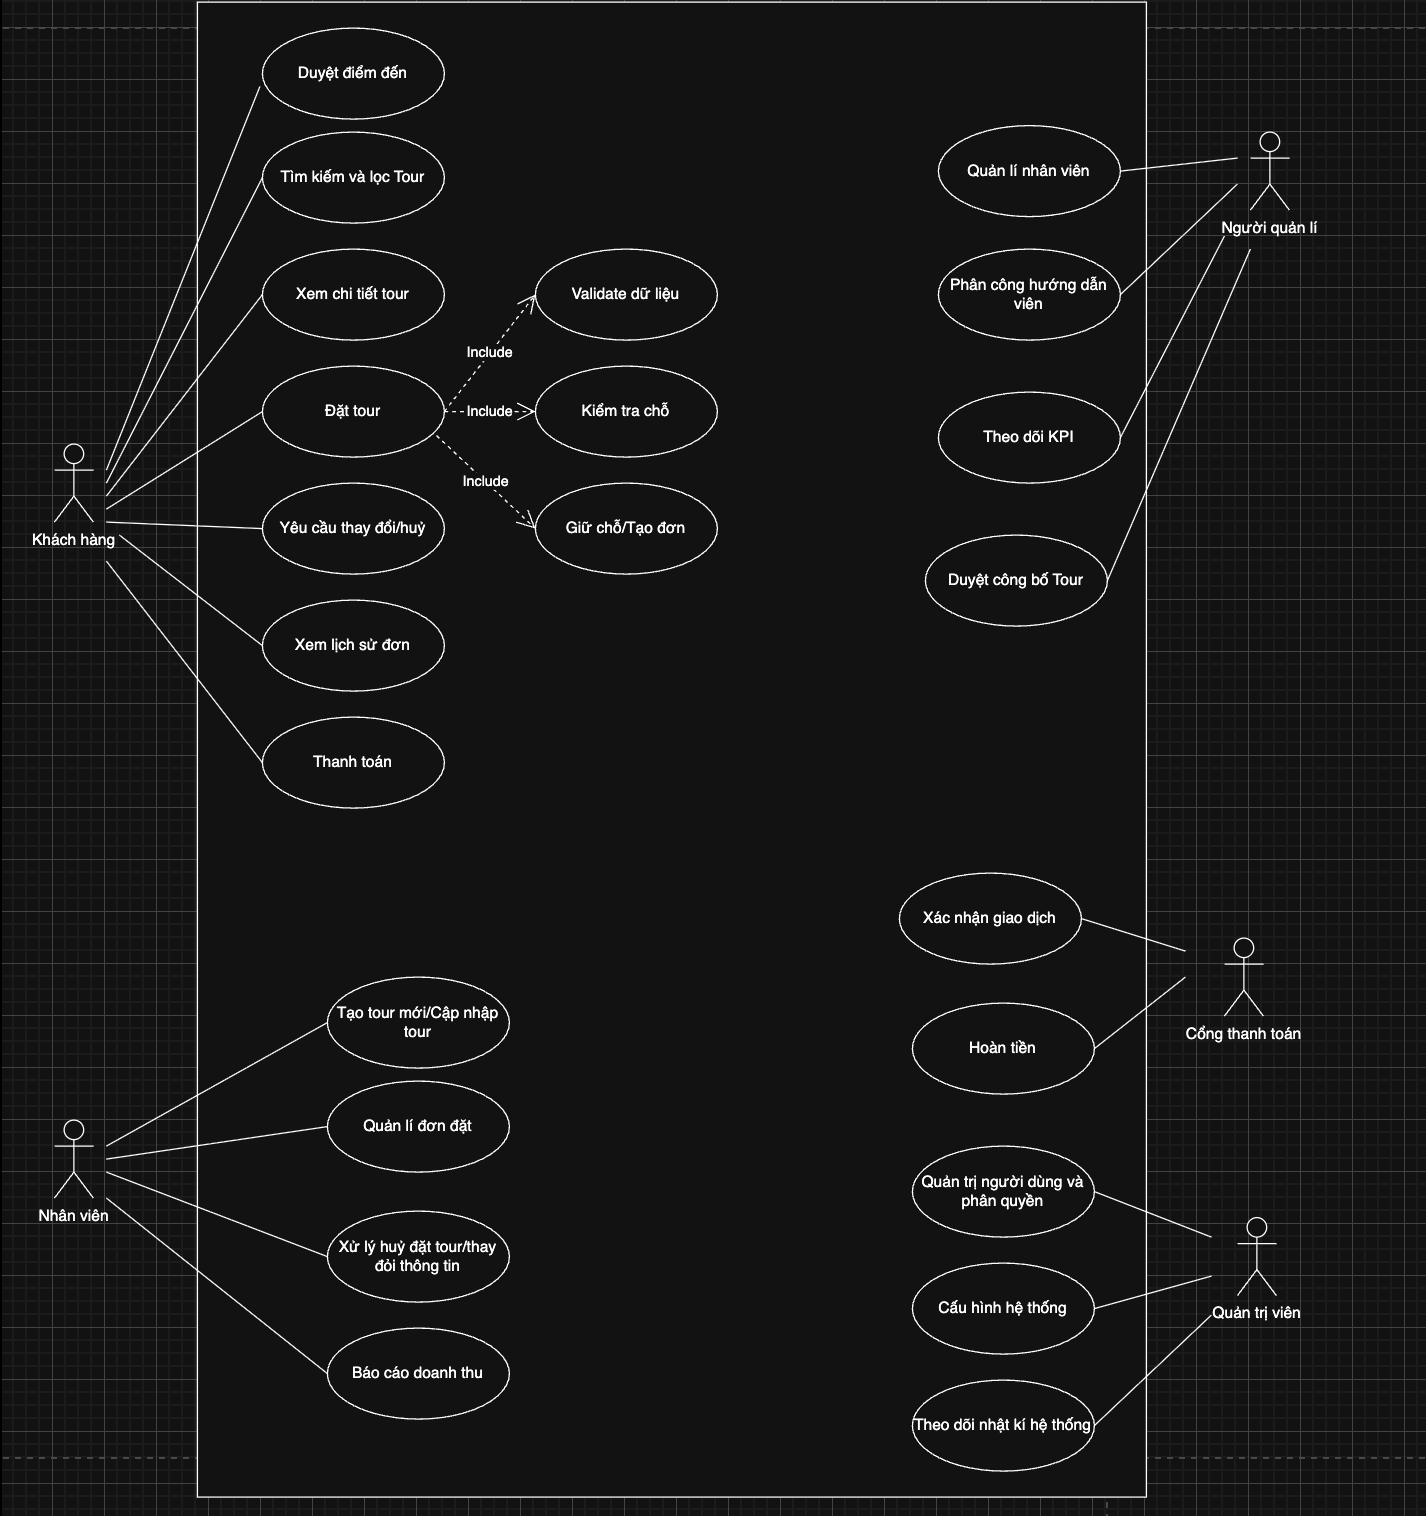 Duyệt điểm đến
Tìm kiếm và lọc Tour
Xem chi tiết tour
Đặt tour
Yêu cầu thay đổi/huỷ
Xem lịch sử đơn
Thanh toán
Khách hàng
Include
Include
Include
Validate dữ liệu
Kiểm tra chỗ
Giữ chỗ/Tạo đơn
Quản lí nhân viên
Phân công hướng dẫn
viên
Theo dõi KPI
Duyệt công bố Tour
Người quản lí
Xác nhận giao dịch
Hoàn tiền
Cổng thanh toán
Tạo tour mới/Cập nhập
tour
Quản lí đơn đặt
Xử lý huỷ đặt tour/thay
đỏi thông tin
Báo cáo doanh thu
Nhân viên
Quản trị người dùng và
phân quyền
Cấu hình hệ thống
Theo dõi nhật kí hệ thống
Quản trị viên